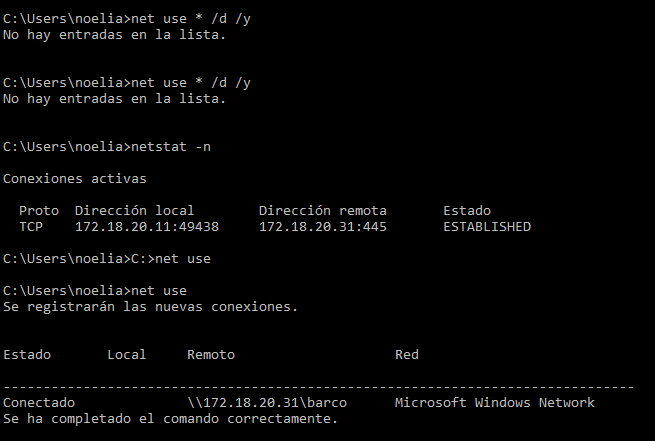 C:\Users\noelia>net use * /d /y
No hay entradas en la lista.
C:\Users\noelia>net use * /d /y
No hay entradas en la lista.
C:\Users\noelia>netstat -n
Conexiones activas
Proto  Dirección local          Dirección remota       Estado
TCP    172.18.20.11:49438     172.18.20.31:445       ESTABLISHED
C:\Users\noelia>C:>net use
C:\Users\noelia>net use
Se registrarán las nuevas conexiones.
Estado       Local     Remoto                    Red
-------------------------------------------------------------------------------
Conectado              \\172.18.20.31\barco      Microsoft Windows Network
Se ha completado el comando correctamente.